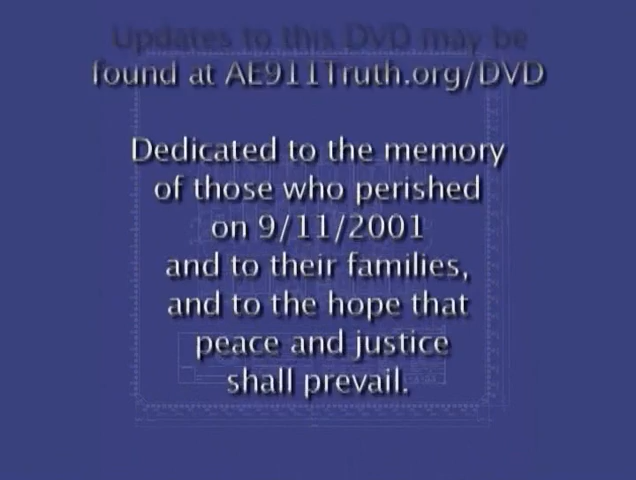 Updates to this DVD may be
found at AE911Truth.org/DVD
Dedicated to the memory
of those who perished
on 9/11/2001
and to their families,
and to the hope that
peace and justice
shall prevail.